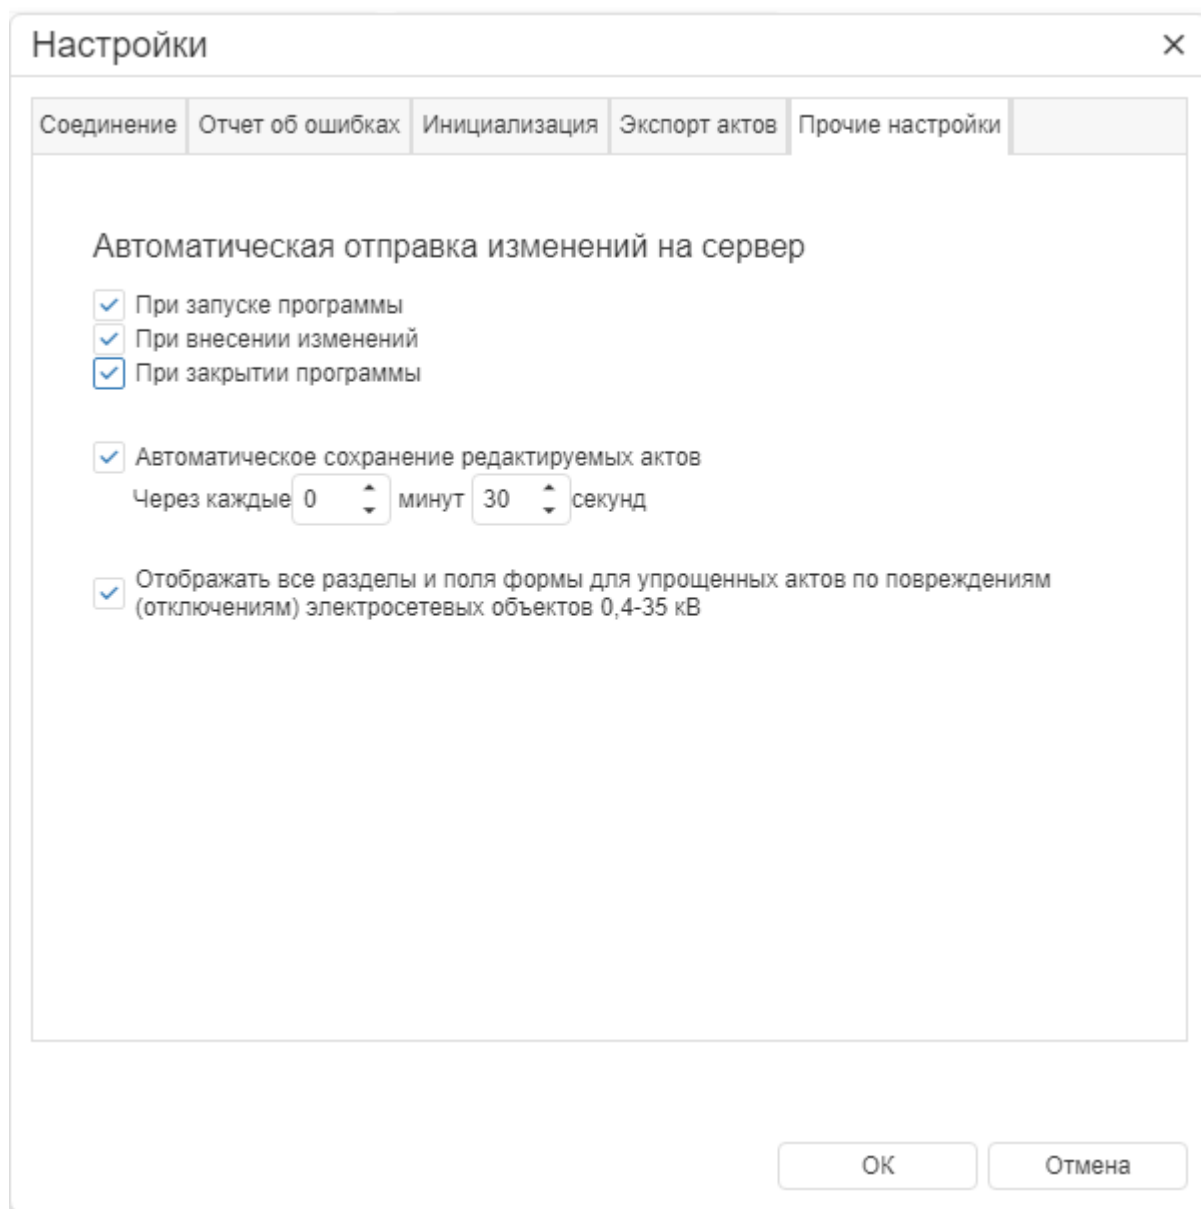 Настройки
Соединение Отчет об ошибках Инициализация Экспорт актов Прочие настройки
Автоматическая отправка изменений на сервер
При запуске программы
При внесении изменений
При закрытии программы
Автоматическое сохранение редактируемых актов
Через каждые 0 минут 30 секунд
Отображать все разделы и поля формы для упрощенных актов по повреждениям
(отключениям) электросетевых объектов 0,4-35 кВ
ОК Отмена